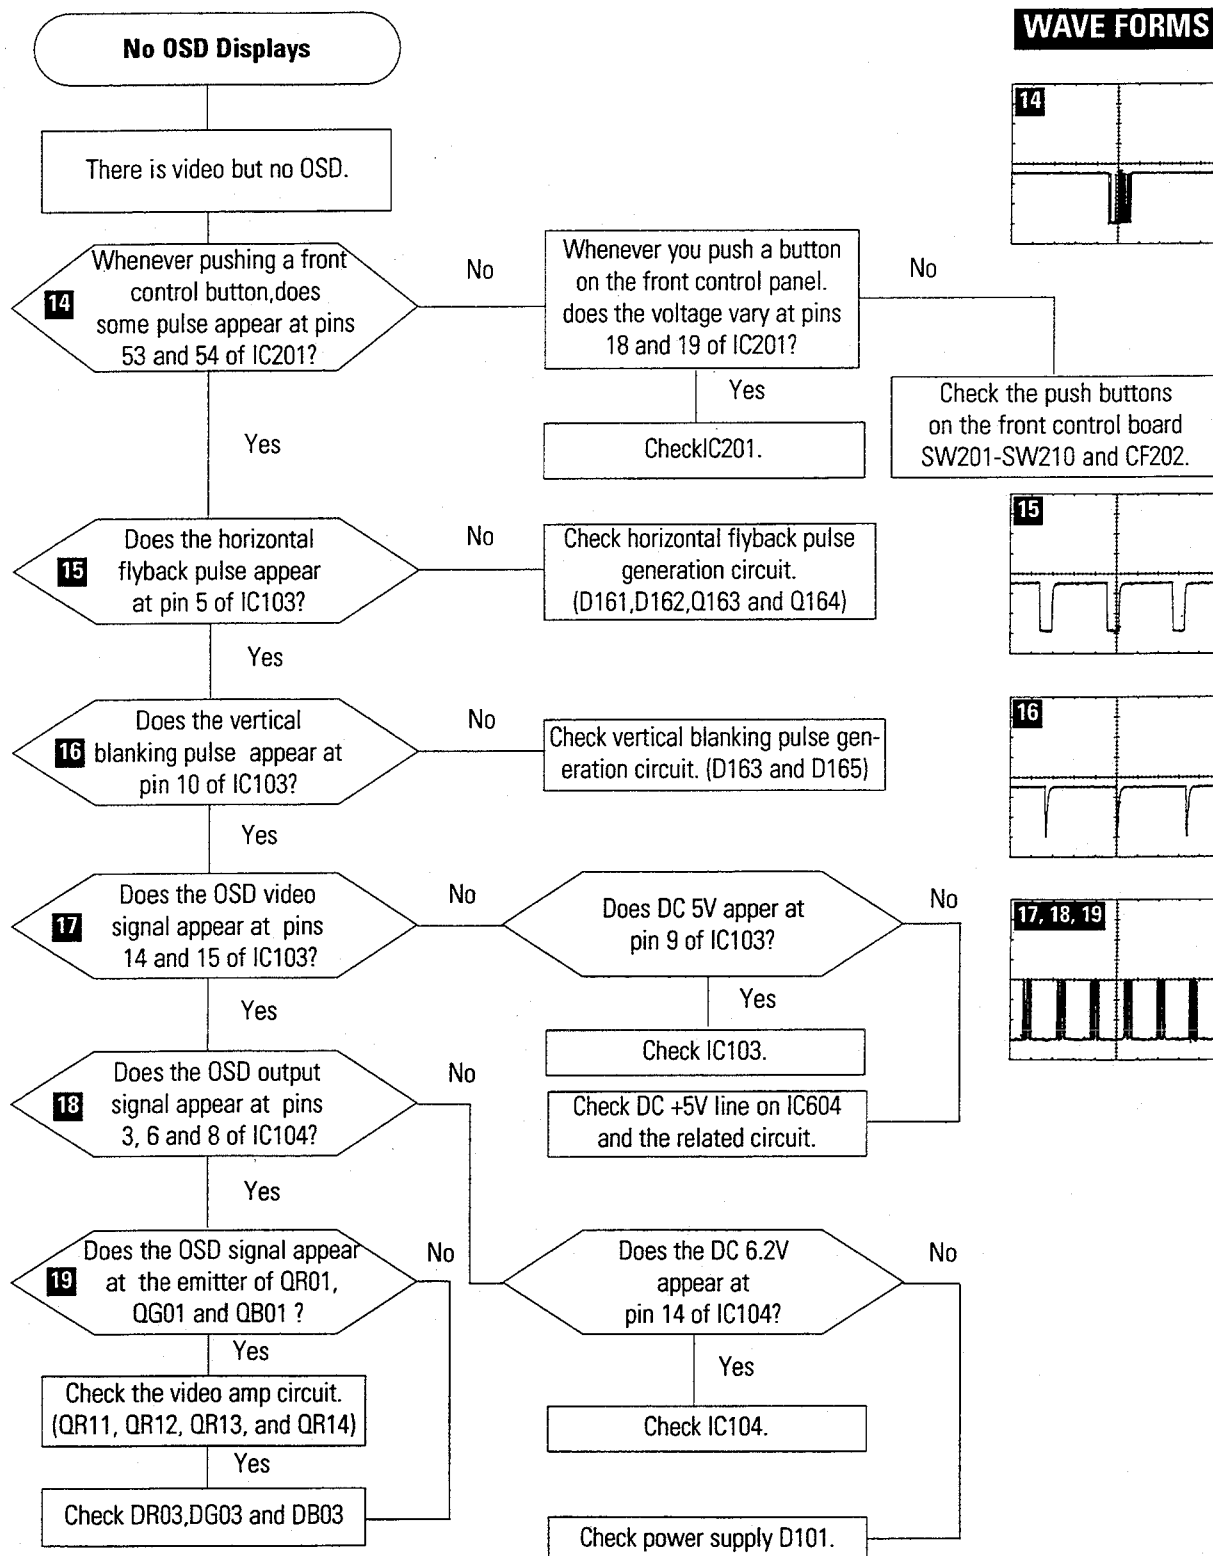 No OSD Displays
WAVE FORMS
There is video but no OSD.
14
Whenever pushing a front
control button,does
some pulse appear at pins
53 and 54 of IC201?
14
No
Whenever you push a button
on the front control panel.
does the voltage vary at pins
18 and 19 of IC201?
No
Yes
CheckIC201.
Check the push buttons
on the front control board
SW201-SW210 and CF202.
Yes
Does the horizontal
flyback pulse appear
at pin 5 of IC103?
15
No
Check horizontal flyback pulse
generation circuit.
(D161,D162,Q163 and Q164)
15
Yes
Does the vertical
blanking pulse appear at
pin 10 of IC103?
16
No
Check vertical blanking pulse gen-
eration circuit. (D163 and D165)
16
Yes
Does the OSD video
signal appear at pins
14 and 15 of IC103?
17
No
Does DC 5V apper at
pin 9 of IC103?
No
17, 18, 19
Yes
Check IC103.
Check DC +5V line on IC604
and the related circuit.
Yes
Does the OSD output
signal appear at pins
3, 6 and 8 of IC104?
18
No
Yes
Does the OSD signal appear
at the emitter of QR01,
QG01 and QB01 ?
19
No
Does the DC 6.2V
appear at
pin 14 of IC104?
No
Yes
Check the video amp circuit.
(QR11, QR12, QR13, and QR14)
Yes
Check IC104.
Yes
Check DR03,DG03 and DB03
Check power supply D101.